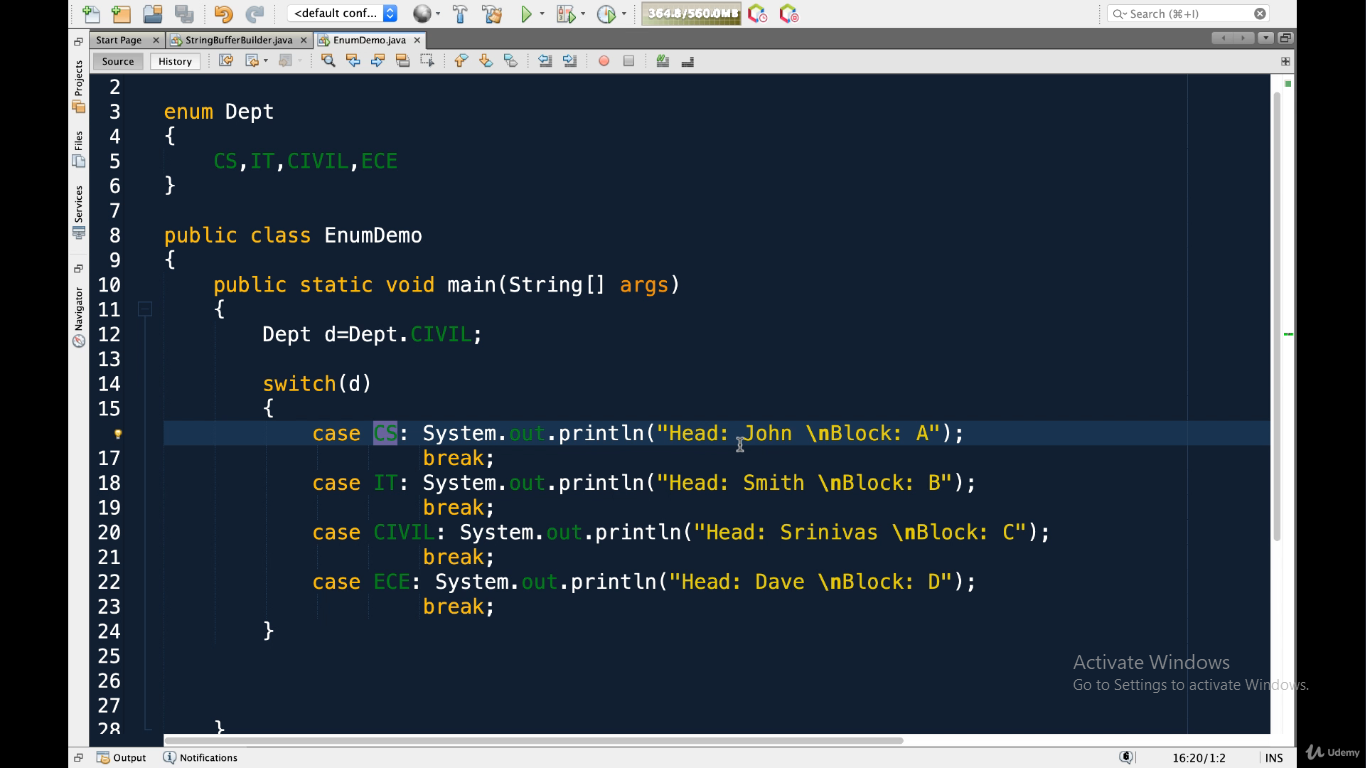 <default conf...
364.8/560.0MB
Search (⌘+I)
Start Page
StringBufferBuilder.java
EnumDemo.java
Source
History
Projects
Files
Services
Navigator
2
3 enum Dept
4 {
5 CS,IT,CIVIL,ECE
6 }
7
8 public class EnumDemo
9 {
10 public static void main(String[] args)
11 {
12 Dept d=Dept.CIVIL;
13
14 switch(d)
15 {
case CS: System.out.println("Head: John \nBlock: A");
17 break;
18 case IT: System.out.println("Head: Smith \nBlock: B");
19 break;
20 case CIVIL: System.out.println("Head: Srinivas \nBlock: C");
21 break;
22 case ECE: System.out.println("Head: Dave \nBlock: D");
23 break;
24 }
25
26
27
28 }
Activate Windows
Go to Settings to activate Windows.
Output
Notifications
6
16:20/1:2
INS
Udemy